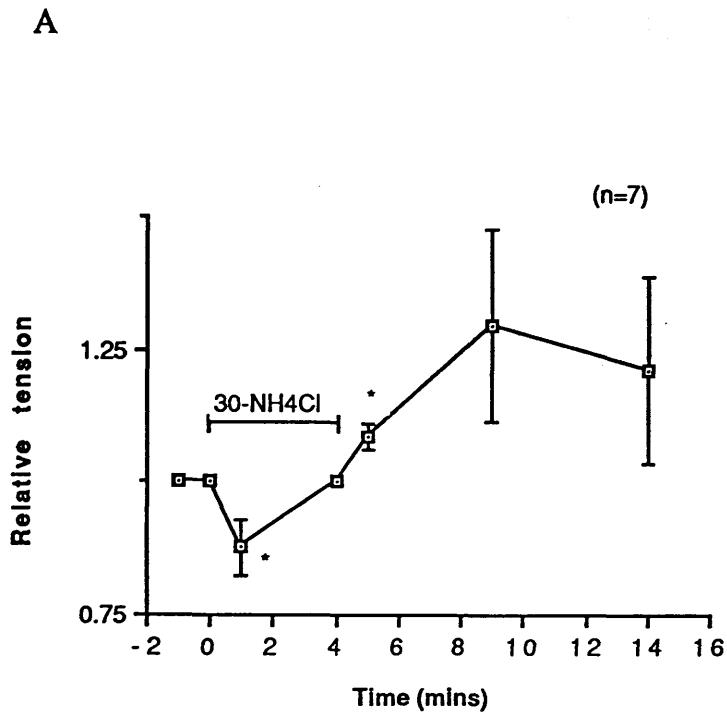 A
(n=7)
Relative tension
1.25
30-NH4Cl
*
*
0.75
-2 0 2 4 6 8 10 12 14 16
Time (mins)